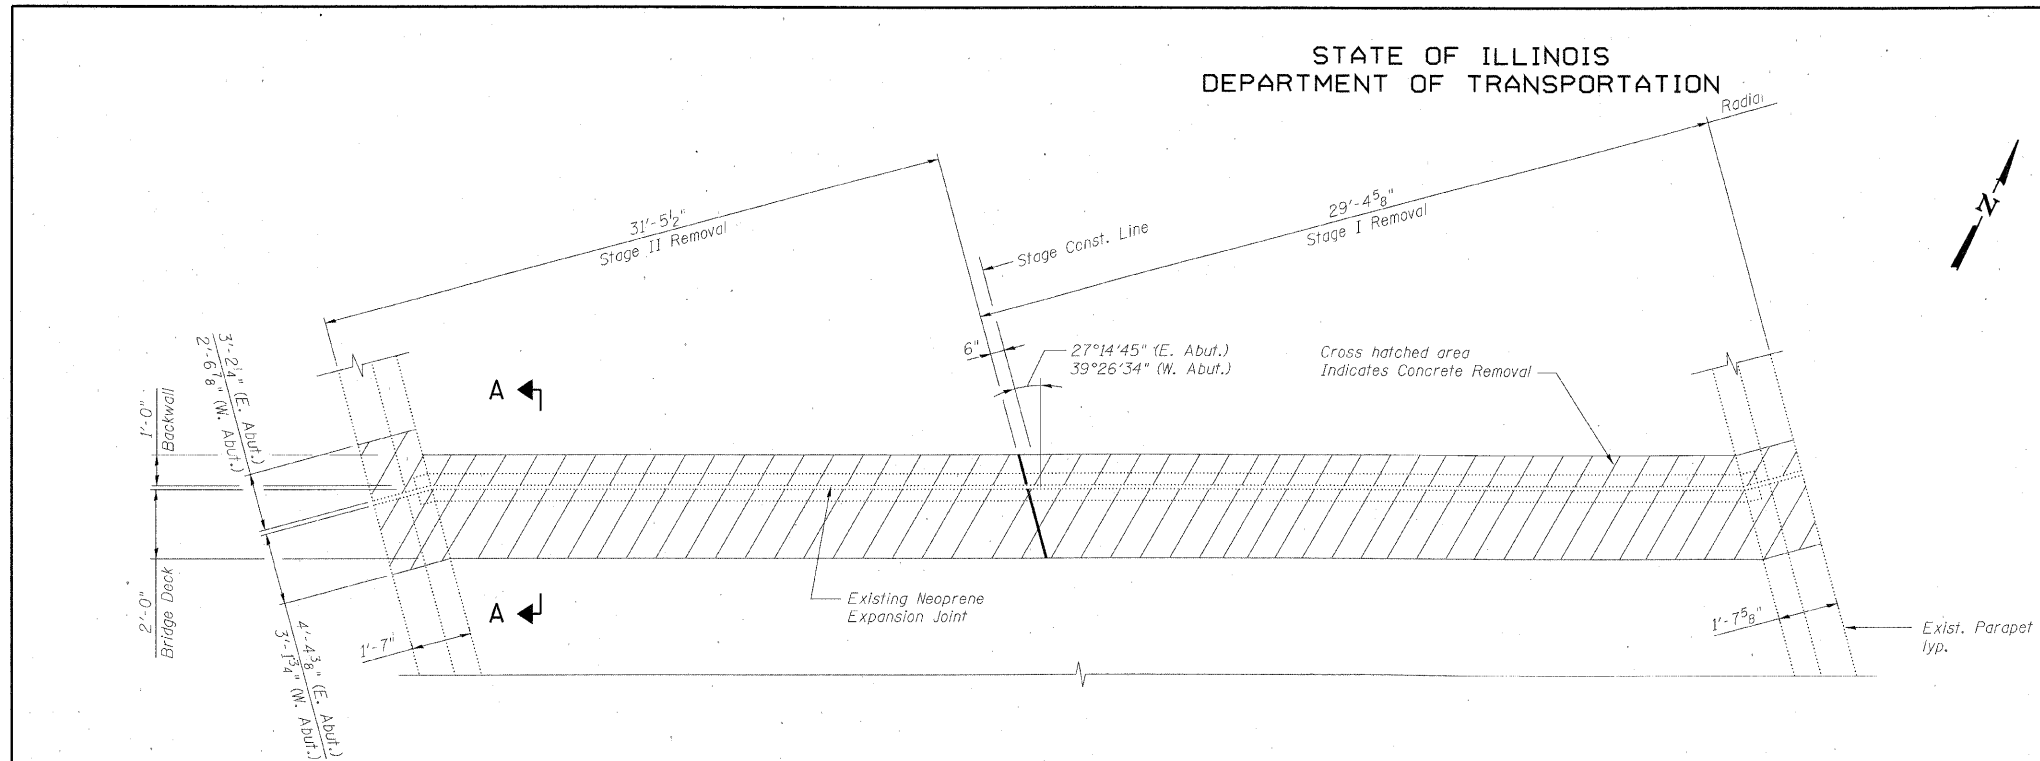 STATE OF ILLINOIS
DEPARTMENT OF TRANSPORTATION
Radial
31'-5½"
Stage II Removal
29'-4⅝"
Stage I Removal
Stage Const. Line
N
6"
27°14'45" (E. Abut.)
39°26'34" (W. Abut.)
Cross hatched area
Indicates Concrete Removal
3'-2¼" (E. Abut.)
2'-6⅞" (W. Abut.)
1'-0"
Backwall
A
A
2'-0"
Bridge Deck
4'-4⅜" (E. Abut.)
3'-1¾" (W. Abut.)
1'-7"
Existing Neoprene
Expansion Joint
1'-7⅝"
Exist. Parapet
typ.